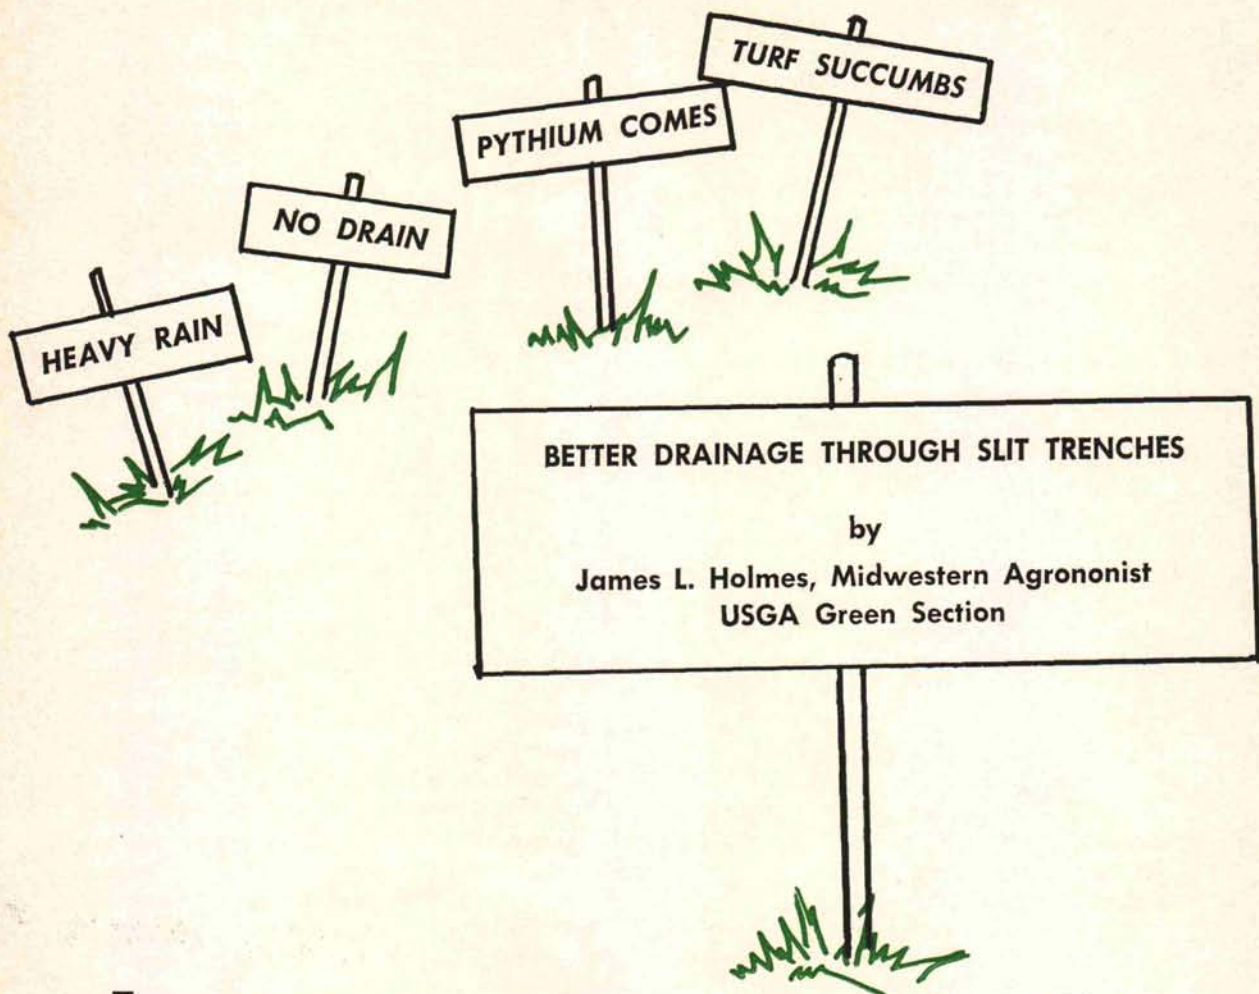 HEAVY RAIN
NO DRAIN
PYTHIUM COMES
TURF SUCCUMBS
BETTER DRAINAGE THROUGH SLIT TRENCHES
by
James L. Holmes, Midwestern Agrononist
USGA Green Section